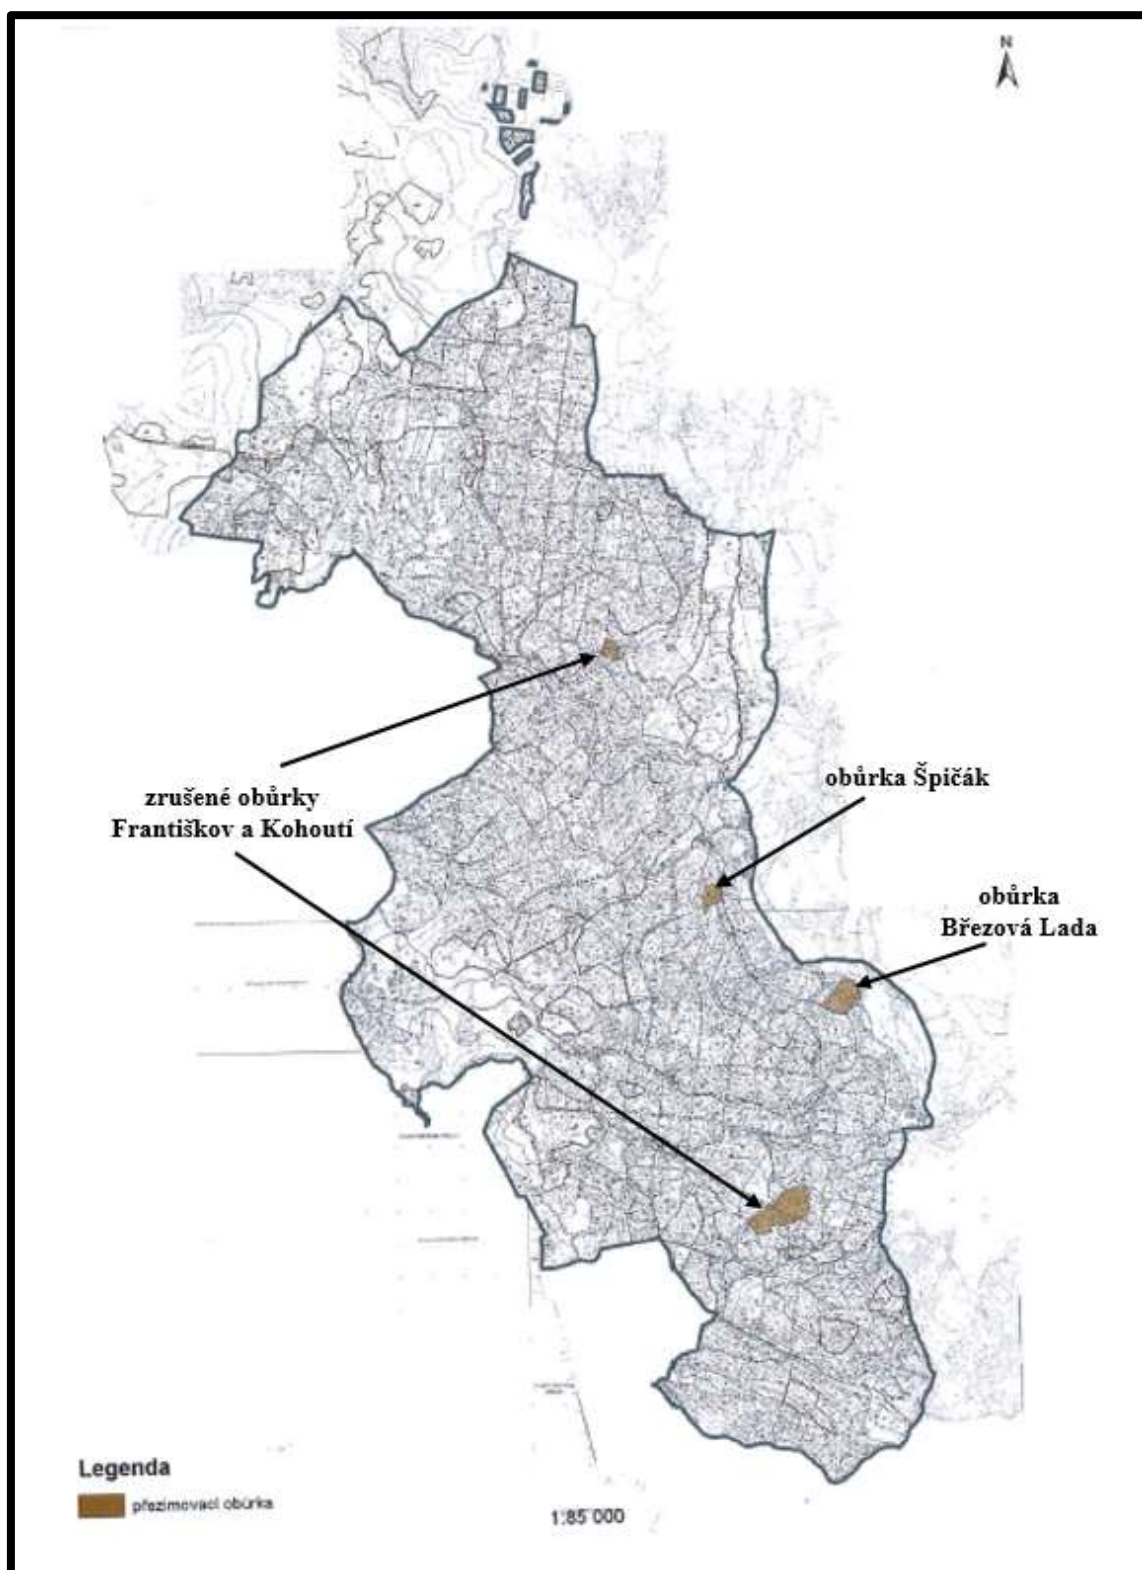 N
obůrka Špičák
zrušené obůrky
Františkov a Kohoutí
obůrka
Březová Lada
Legenda
přezimovací obůrka
1:85 000